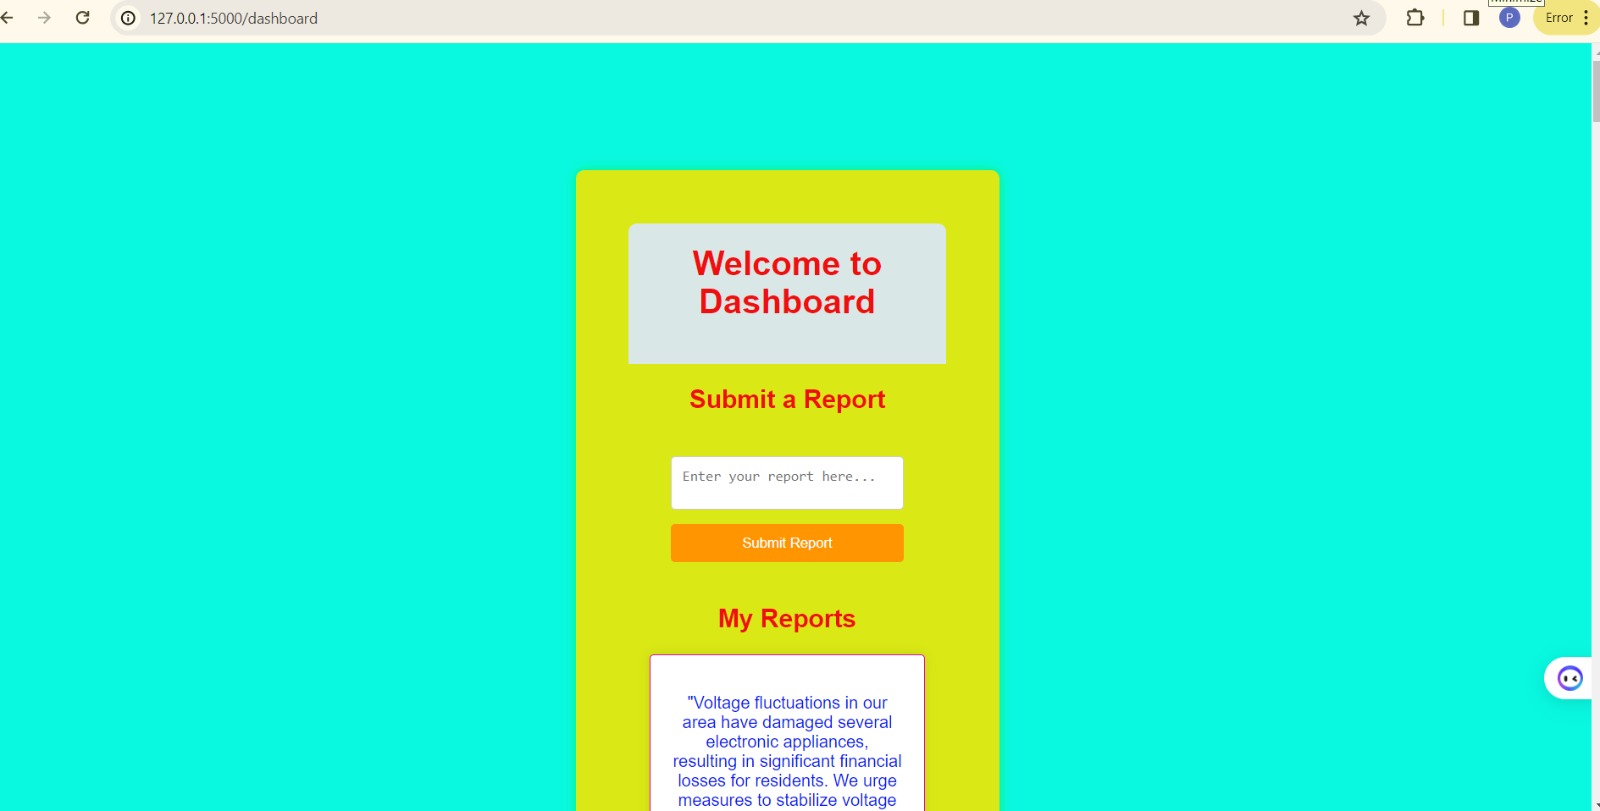 127.0.0.1:5000/dashboard
P
Error
Welcome to
Dashboard
Submit a Report
Enter your report here...
Submit Report
My Reports
"Voltage fluctuations in our
area have damaged several
electronic appliances,
resulting in significant financial
losses for residents. We urge
measures to stabilize voltage